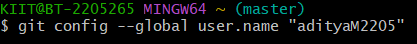 KIIT@BT-2205265 MINGW64 ~ (master)
$ git config --global user.name "adityaM2205"